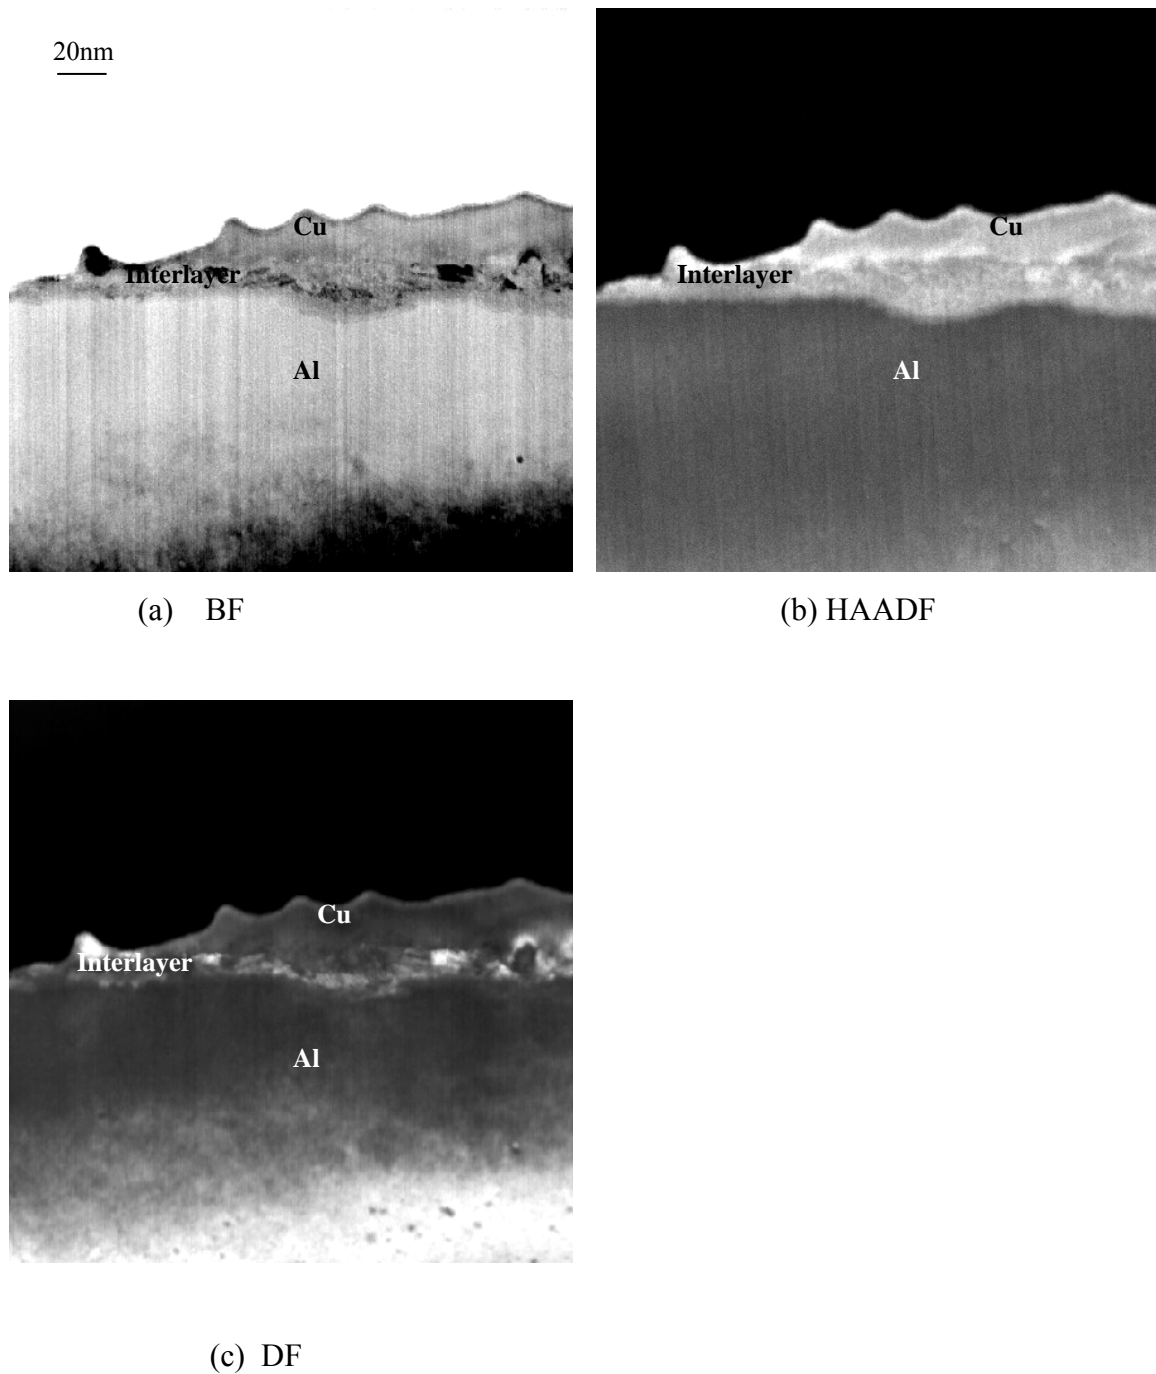 20nm
Cu
Interlayer
Al
Cu
Interlayer
Al
(a) BF
(b) HAADF
Cu
Interlayer
Al
(c) DF